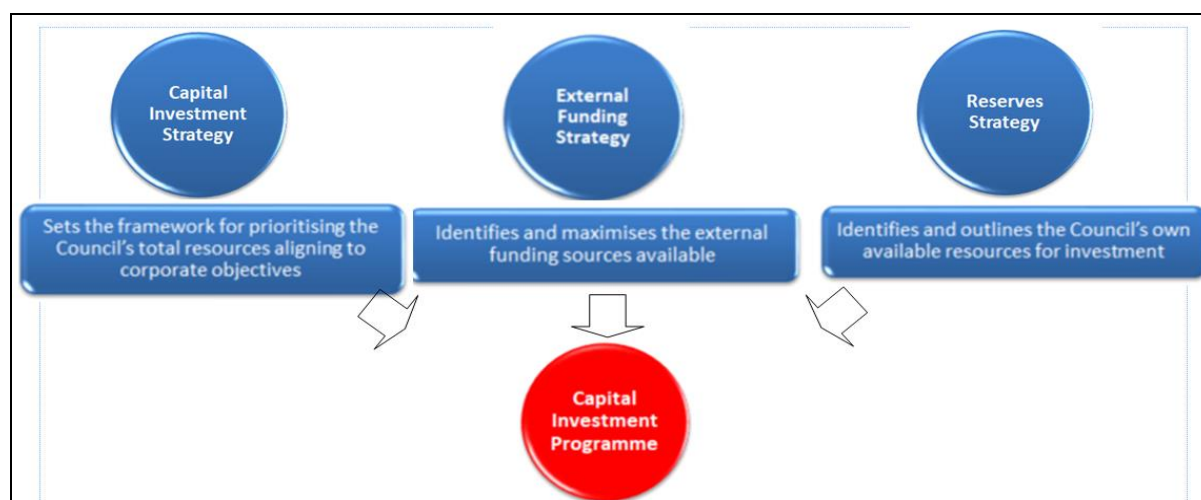 Capital
Investment
Strategy
Sets the framework for prioritising the
Council's total resources aligning to
corporate objectives
External
Funding
Strategy
Identifies and maximises the external
funding sources available
Reserves
Strategy
Identifies and outlines the Council's own
available resources for investment
Capital
Investment
Programme